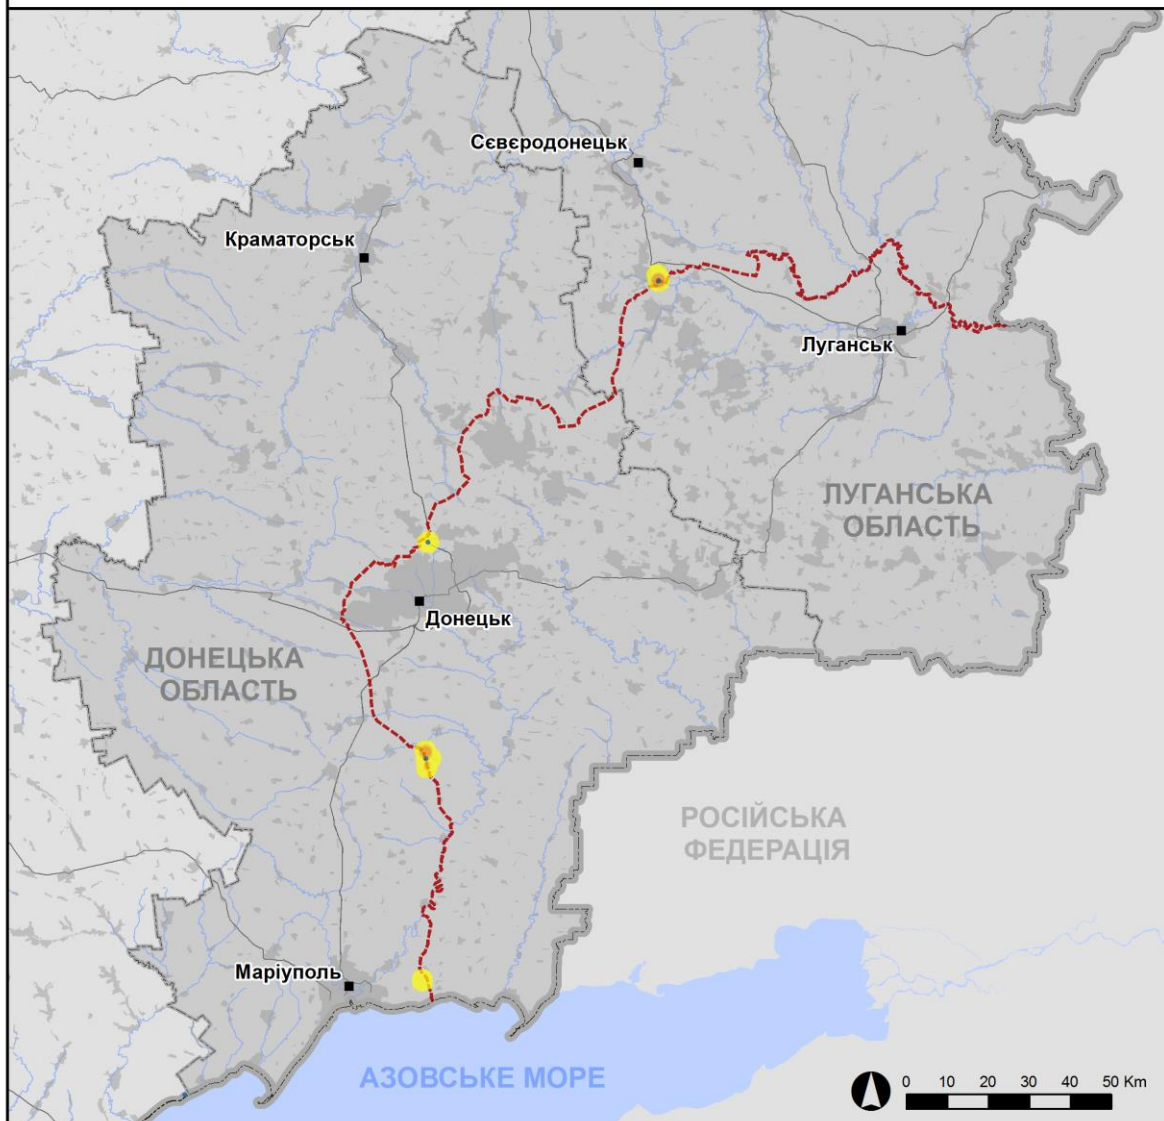 Сєвєродонецьк
Краматорськ
Луганськ
ЛУГАНСЬКА
ОБЛАСТЬ
Донецьк
ДОНЕЦЬКА
ОБЛАСТЬ
РОСІЙСЬКА
ФЕДЕРАЦІЯ
Маріуполь
АЗОВСЬКЕ МОРЕ
0 10 20 30 40 50 Km